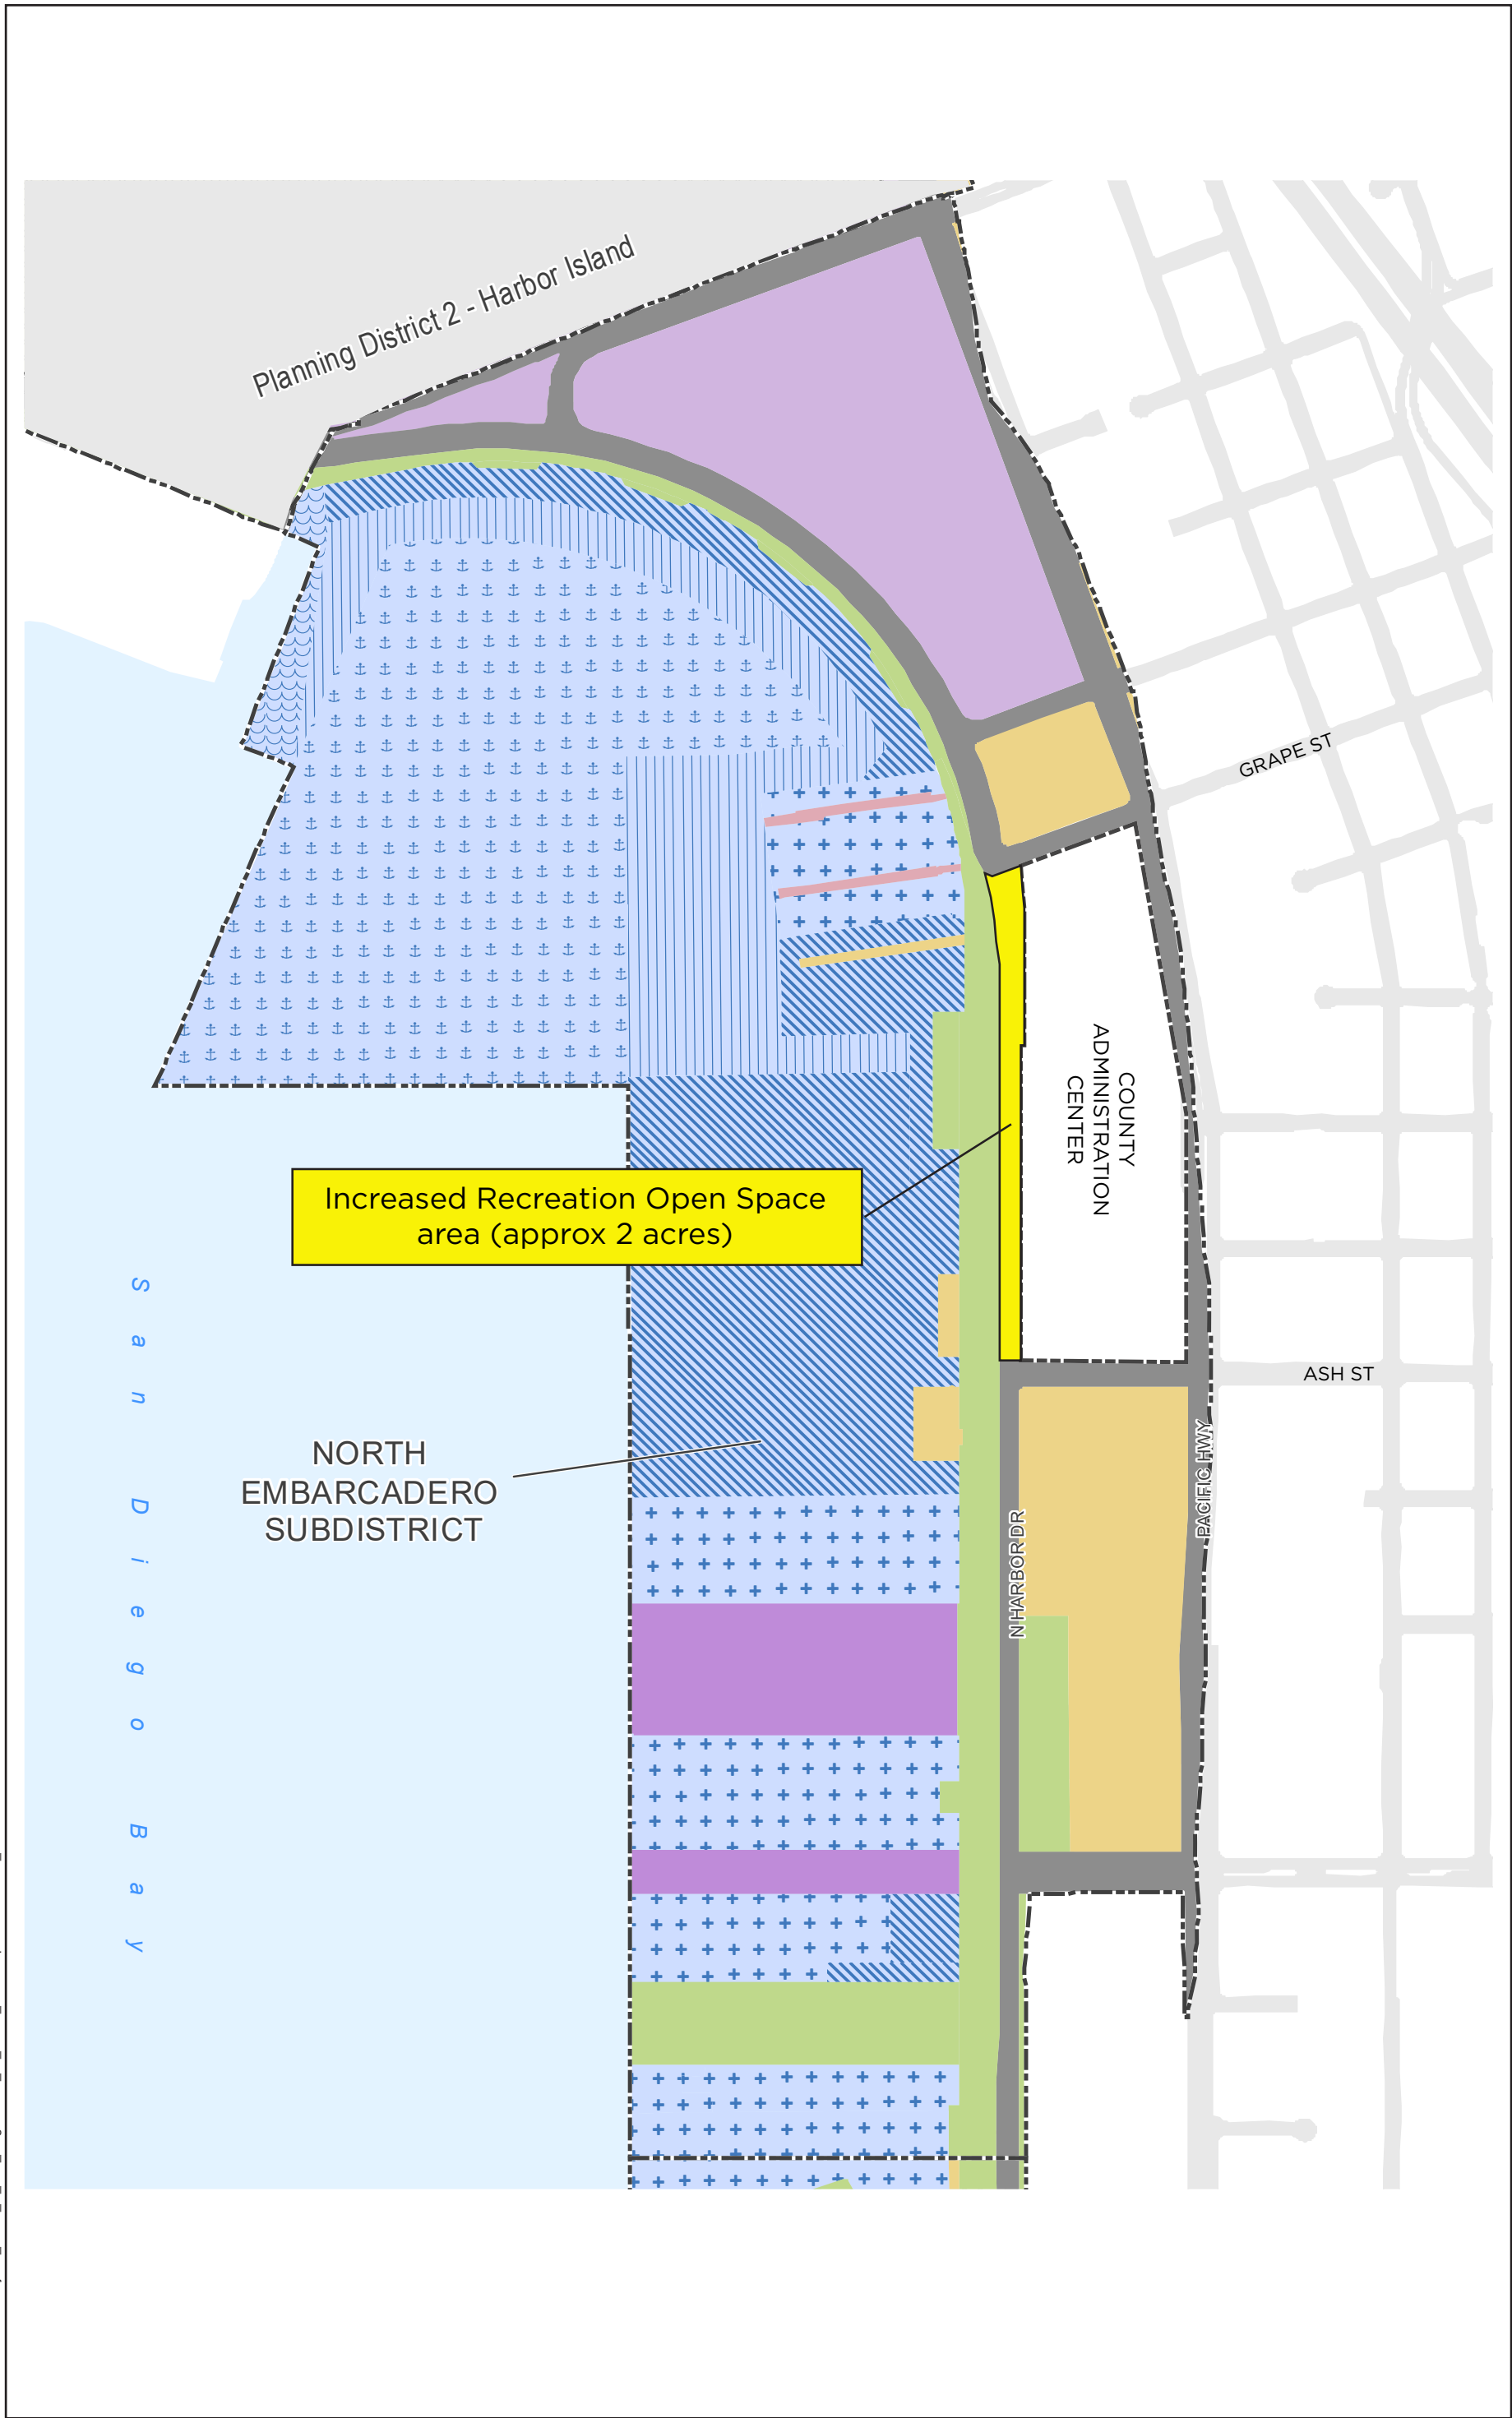 Planning District 2 - Harbor Island
GRAPE ST
COUNTY
ADMINISTRATION
CENTER
Increased Recreation Open Space
area (approx 2 acres)
ASH ST
PACIFIC HWY
N HARBOR DR
NORTH
EMBARCADERO
SUBDISTRICT
San Diego Bay